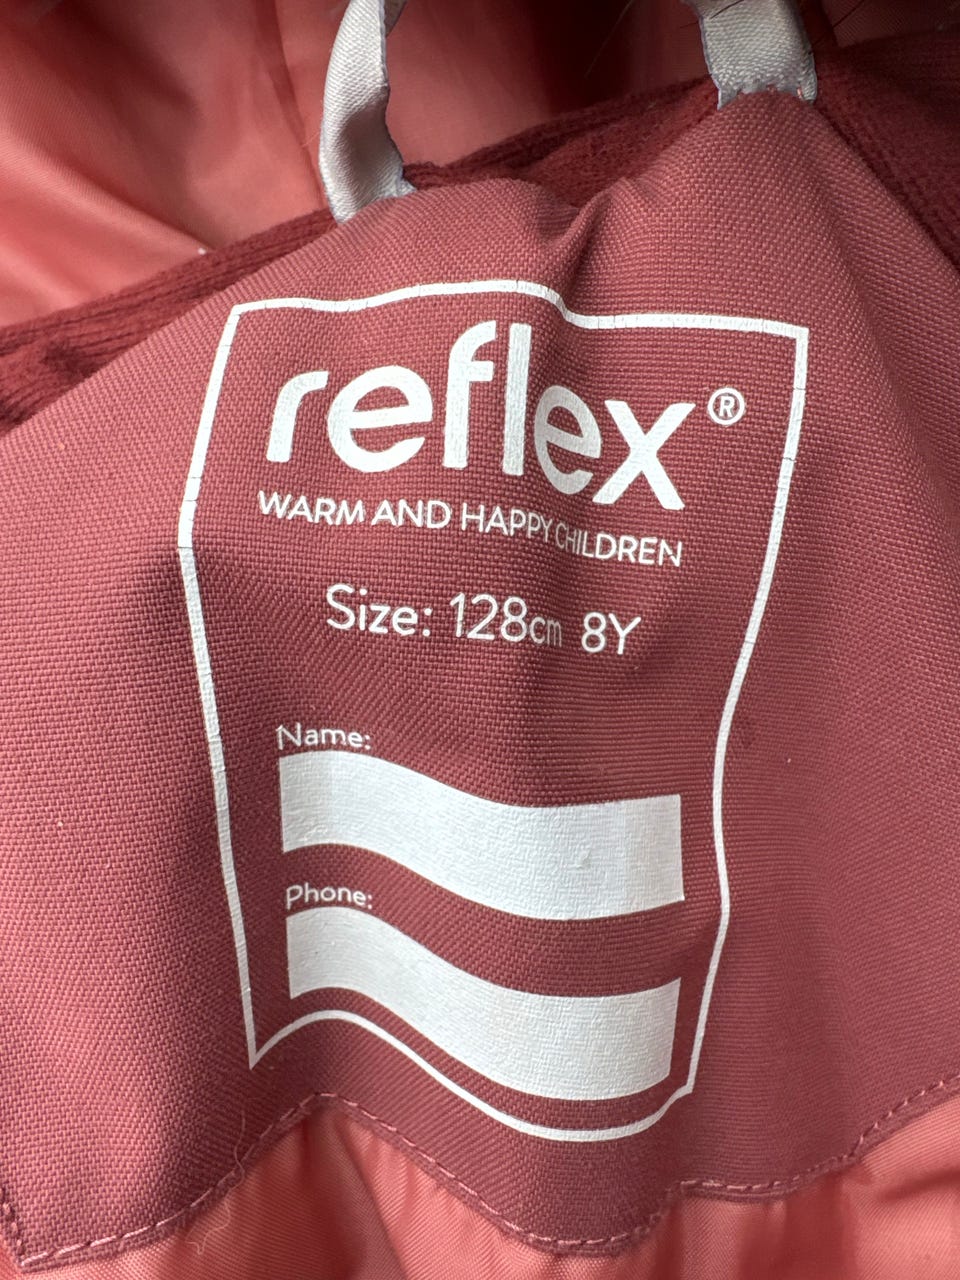 reflex®
WARM AND HAPPY CHILDREN
Size: 128cm 8Y
Name:
Phone: